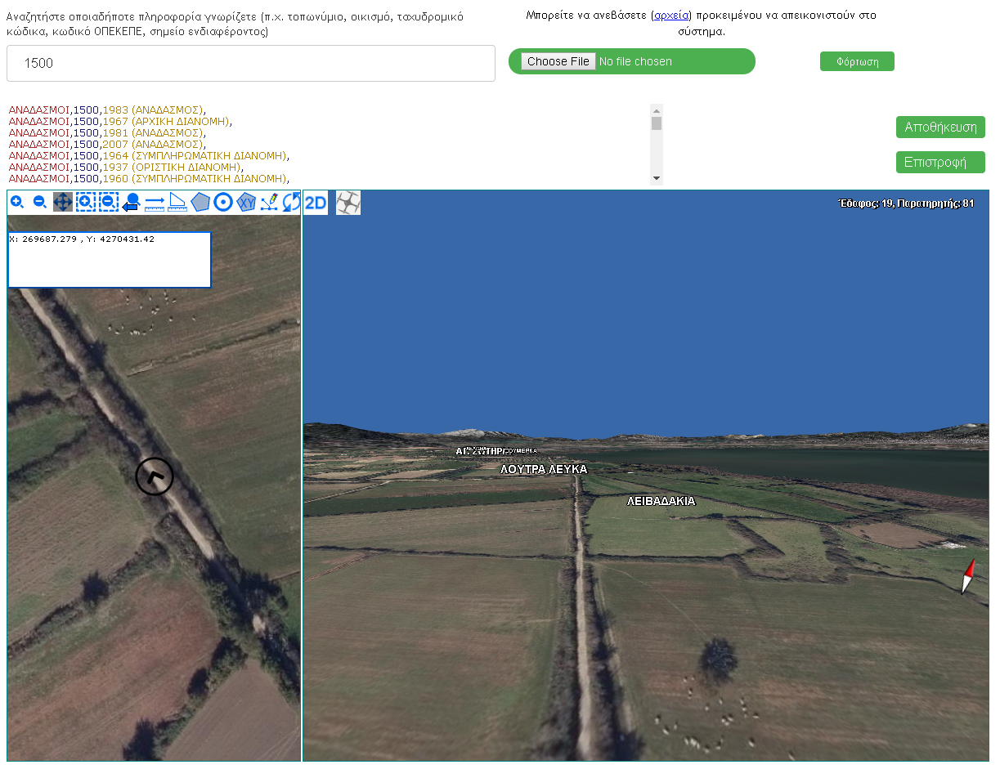 Αναζητήστε οποιαδήποτε πληροφορία γνωρίζετε (π.χ. τοπωνύμιο, οικισμό, ταχυδρομικό
κώδικα, κωδικό ΟΠΕΚΕΠΕ, σημείο ενδιαφέροντος)
Μπορείτε να ανεβάσετε (αρχεία) προκειμένου να απεικονιστούν στο
σύστημα.
1500
Choose File No file chosen
Φόρτωση
ΑΝΑΔΑΣΜΟΙ,1500,1983 (ΑΝΑΔΑΣΜΟΣ),
ΑΝΑΔΑΣΜΟΙ,1500,1967 (ΑΡΧΙΚΗ ΔΙΑΝΟΜΗ),
ΑΝΑΔΑΣΜΟΙ,1500,1981 (ΑΝΑΔΑΣΜΟΣ),
ΑΝΑΔΑΣΜΟΙ,1500,2007 (ΑΝΑΔΑΣΜΟΣ),
ΑΝΑΔΑΣΜΟΙ,1500,1964 (ΣΥΜΠΛΗΡΩΜΑΤΙΚΗ ΔΙΑΝΟΜΗ),
ΑΝΑΔΑΣΜΟΙ,1500,1937 (ΟΡΙΣΤΙΚΗ ΔΙΑΝΟΜΗ),
ΑΝΑΔΑΣΜΟΙ,1500,1960 (ΣΥΜΠΛΗΡΩΜΑΤΙΚΗ ΔΙΑΝΟΜΗ),
Αποθήκευση
Επιστροφή
XY
2D
Έδαφος: 19, Παρατηρητής: 81
X: 269687.279 , Y: 4270431.42
ΛΟΥΤΡΑ ΛΕΥΚΑ
ΛΕΙΒΑΔΑΚΙΑ